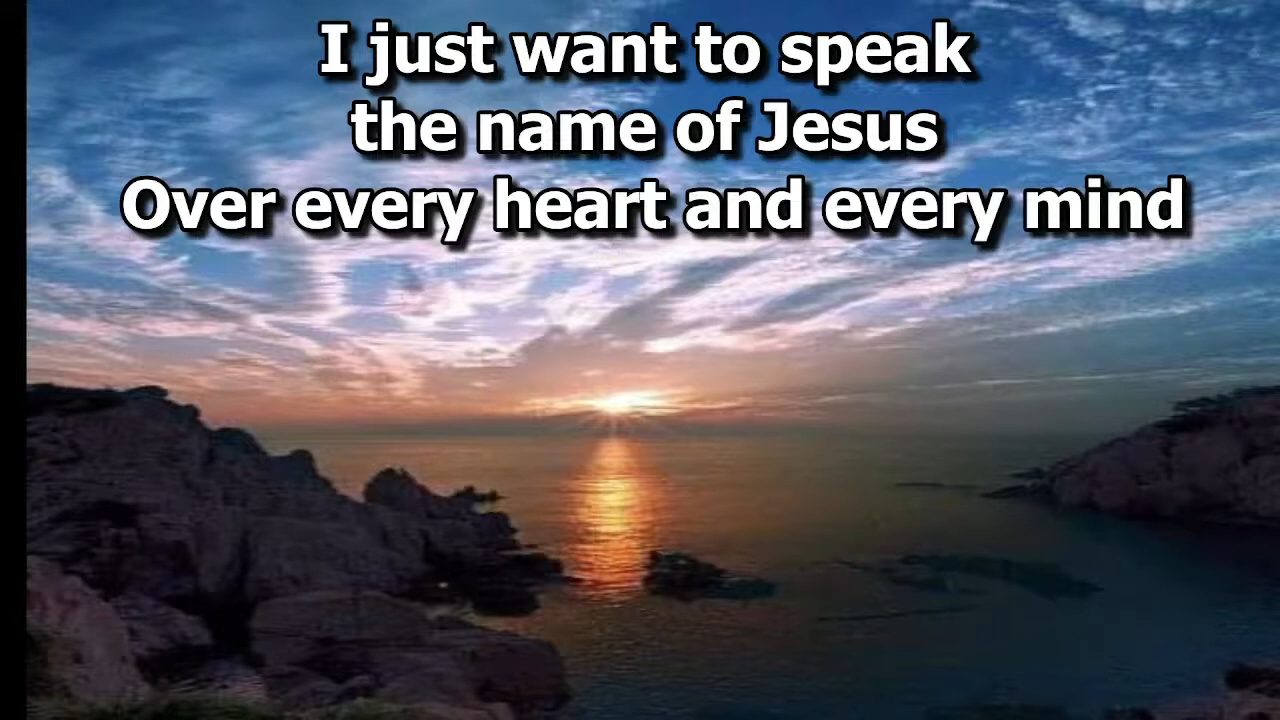 I just want to speak
the name of Jesus
Over every heart and every mind